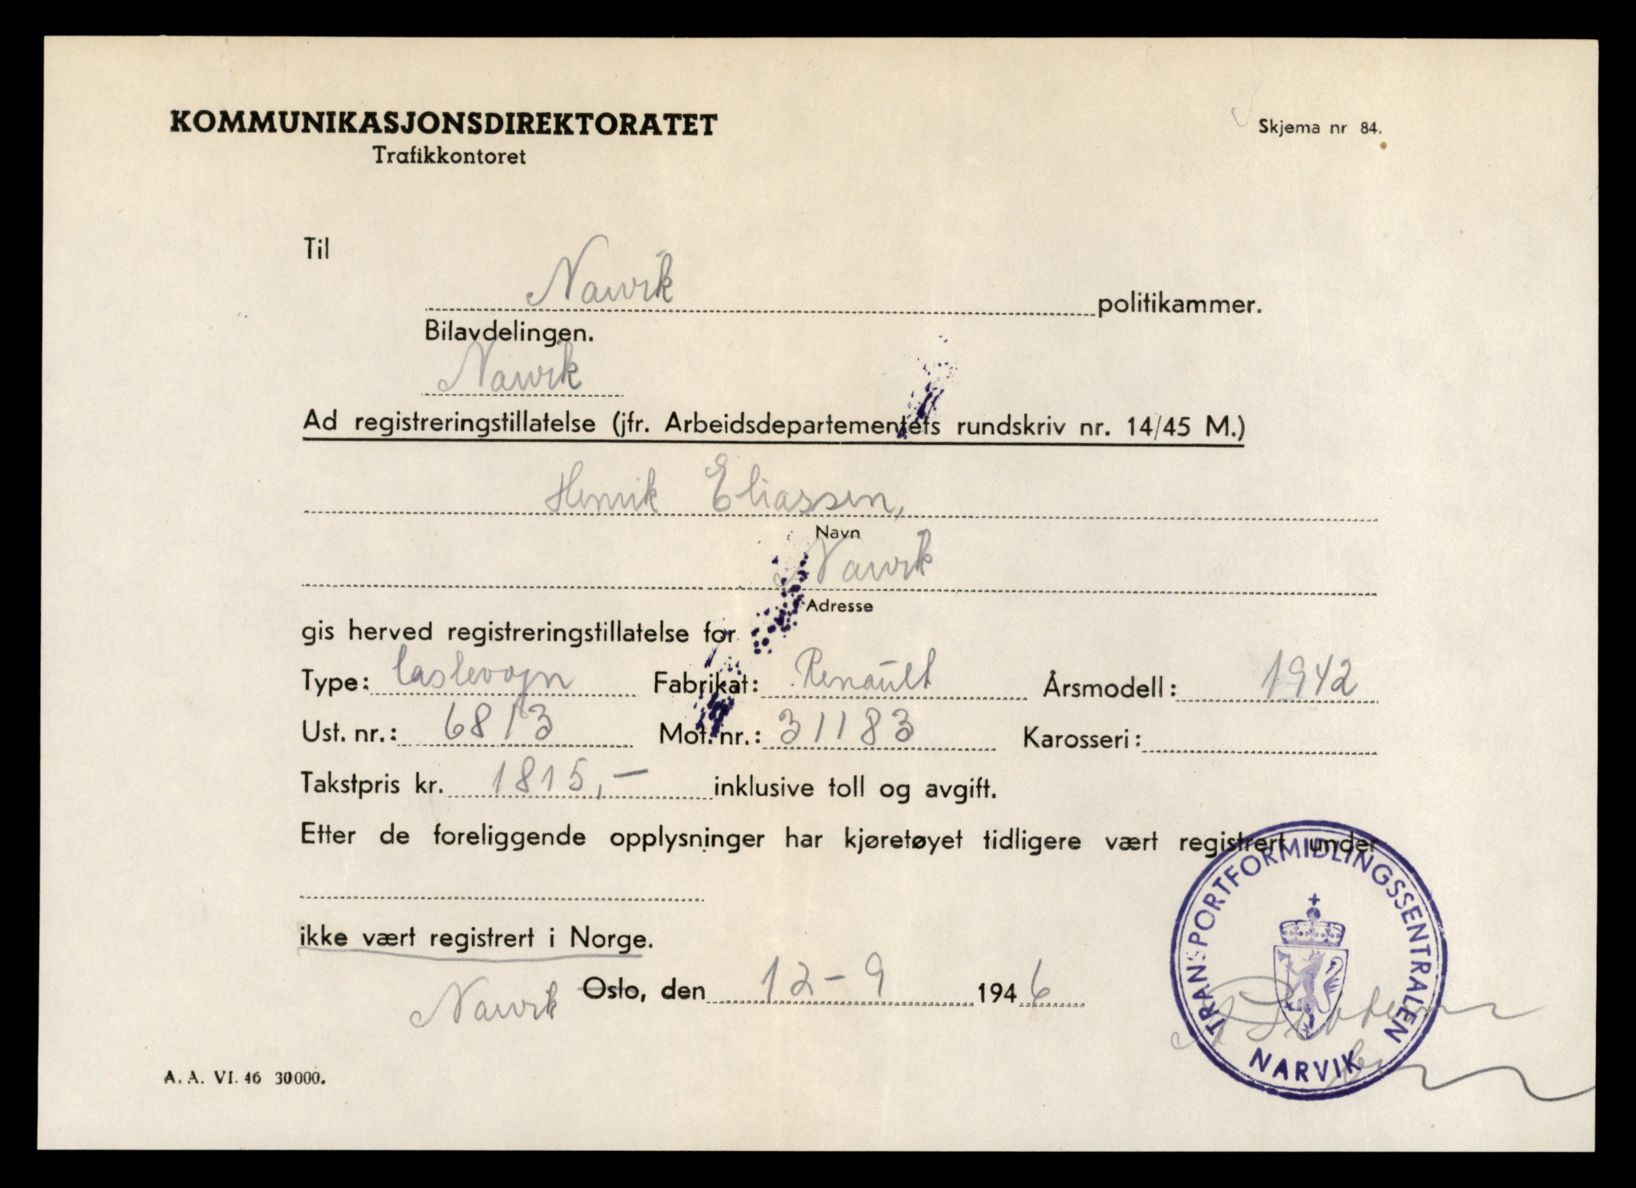 KOMMUNIKASJONSDIREKTORATET
Trafikkontoret
Skjema nr 84.
Til
Narvik politikammer.
Bilavdelingen.
Narvik
Ad registreringstillatelse (jfr. Arbeidsdepartementets rundskriv nr. 14/45 M.)
Henrik Eliassen,
Navn
Narvik
Adresse
gis herved registreringstillatelse for
Type: lastevogn Fabrikat: Renault Årsmodell: 1942
Ust. nr.: 6813 Mot. nr.: 31183 Karosseri:
Takstpris kr. 1815,— inklusive toll og avgift.
Etter de foreliggende opplysninger har kjøretøyet tidligere vært registrert under
ikke vært registrert i Norge.
Narvik Oslo, den 12-9 1946
TRANSPORTFORMIDLINGSSENTRALEN
NARVIK
A. A. VI. 46 30000.